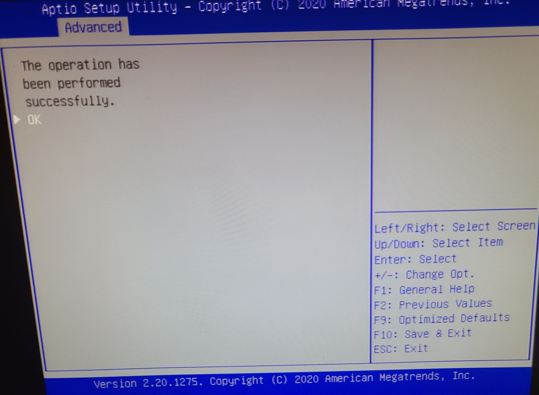 Aptio Setup Utility - Copyright (C) 2020 American Megatrends, Inc.
Advanced
The operation has
been performed
successfully.
OK
Left/Right: Select Screen
Up/Down: Select Item
Enter: Select
+/-: Change Opt.
F1: General Help
F2: Previous Values
F9: Optimized Defaults
F10: Save & Exit
ESC: Exit
Version 2.20.1275. Copyright (C) 2020 American Megatrends, Inc.